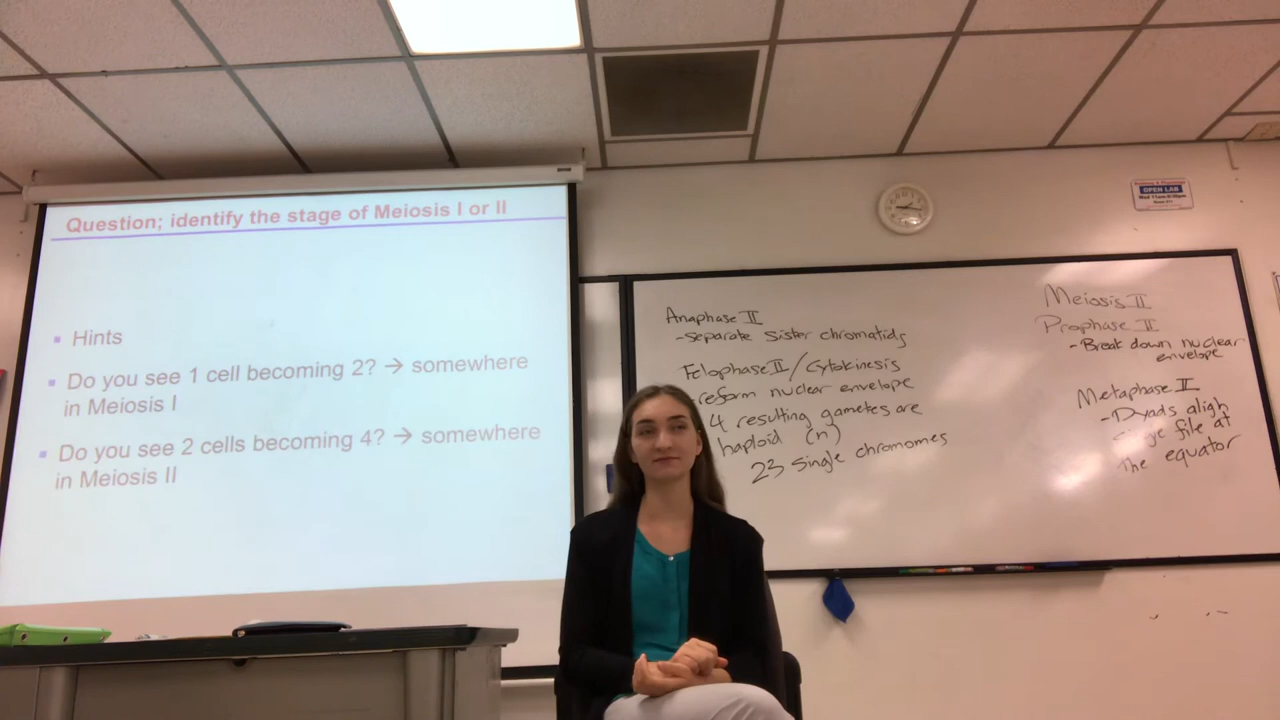 Question; identify the stage of Meiosis I or II
Hints
Do you see 1 cell becoming 2? → somewhere
in Meiosis I
Do you see 2 cells becoming 4? → somewhere
in Meiosis II
Anaphase II
-separate sister chromatids
Telophase II/Cytokinesis
-reform nuclear envelope
4 resulting gametes are
haploid (n)
23 single chromomes
Meiosis II
Prophase II
-Break down nuclear
envelope
Metaphase II
-Dyads align
single file at
the equator
OPEN LAB